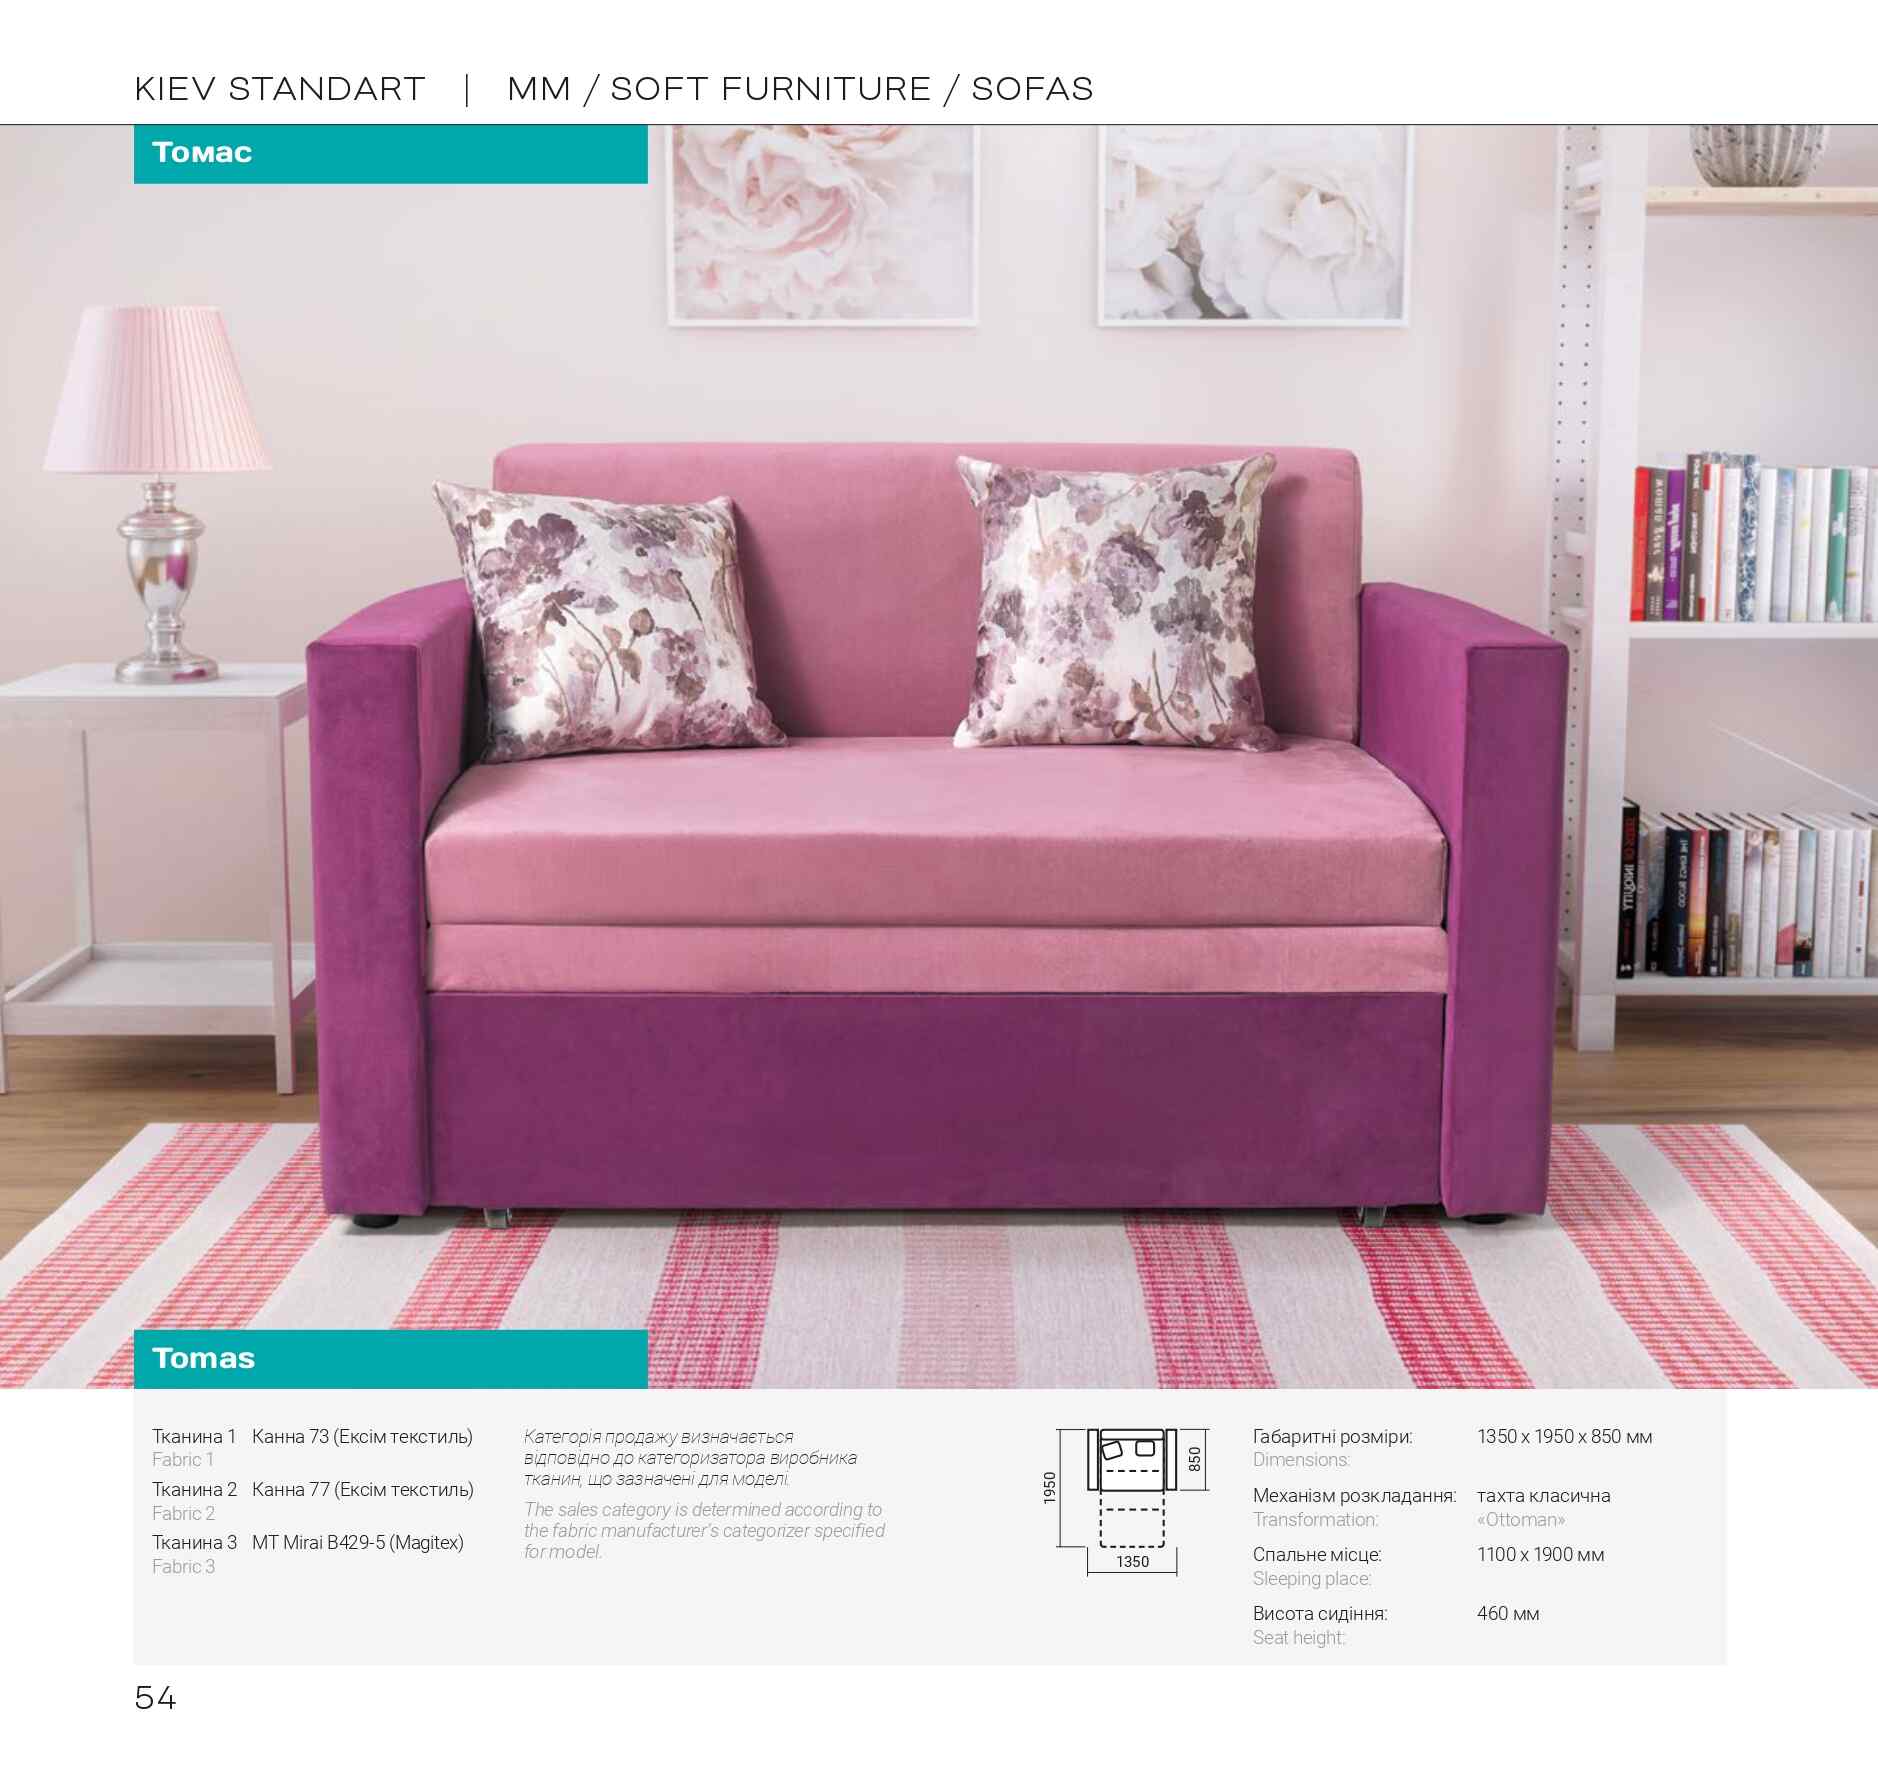 KIEV STANDART | MM / SOFT FURNITURE / SOFAS
Томас
Tomas
Тканина 1 Канна 73 (Ексім текстиль)
Fabric 1
Тканина 2 Канна 77 (Ексім текстиль)
Fabric 2
Тканина 3 МТ Mirai B429-5 (Magitex)
Fabric 3
Категорія продажу визначається
відповідно до категоризатора виробника
тканин, що зазначені для моделі.
The sales category is determined according to
the fabric manufacturer's categorizer specified
for model.
1950
850
1350
Габаритні розміри: 1350 х 1950 х 850 мм
Dimensions:
Механізм розкладання: тахта класична
Transformation: «Ottoman»
Спальне місце: 1100 х 1900 мм
Sleeping place:
Висота сидіння: 460 мм
Seat height:
54